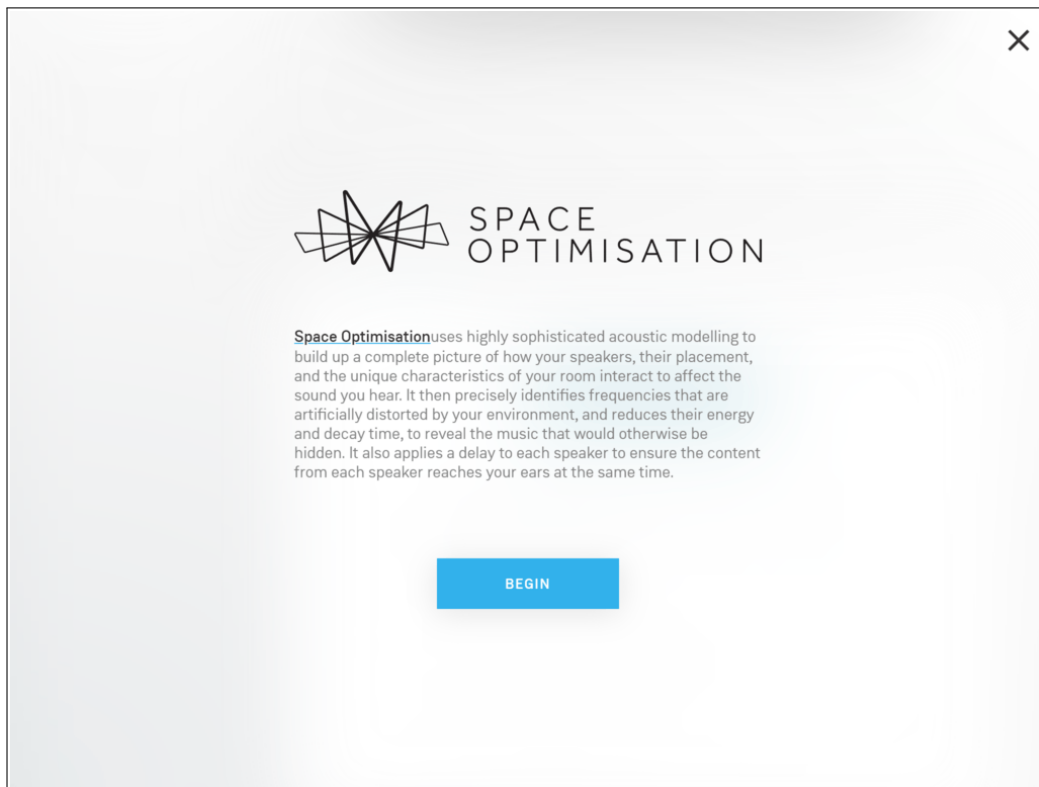 SPACE
OPTIMISATION
Space Optimisation uses highly sophisticated acoustic modelling to
build up a complete picture of how your speakers, their placement,
and the unique characteristics of your room interact to affect the
sound you hear. It then precisely identifies frequencies that are
artificially distorted by your environment, and reduces their energy
and decay time, to reveal the music that would otherwise be
hidden. It also applies a delay to each speaker to ensure the content
from each speaker reaches your ears at the same time.
BEGIN